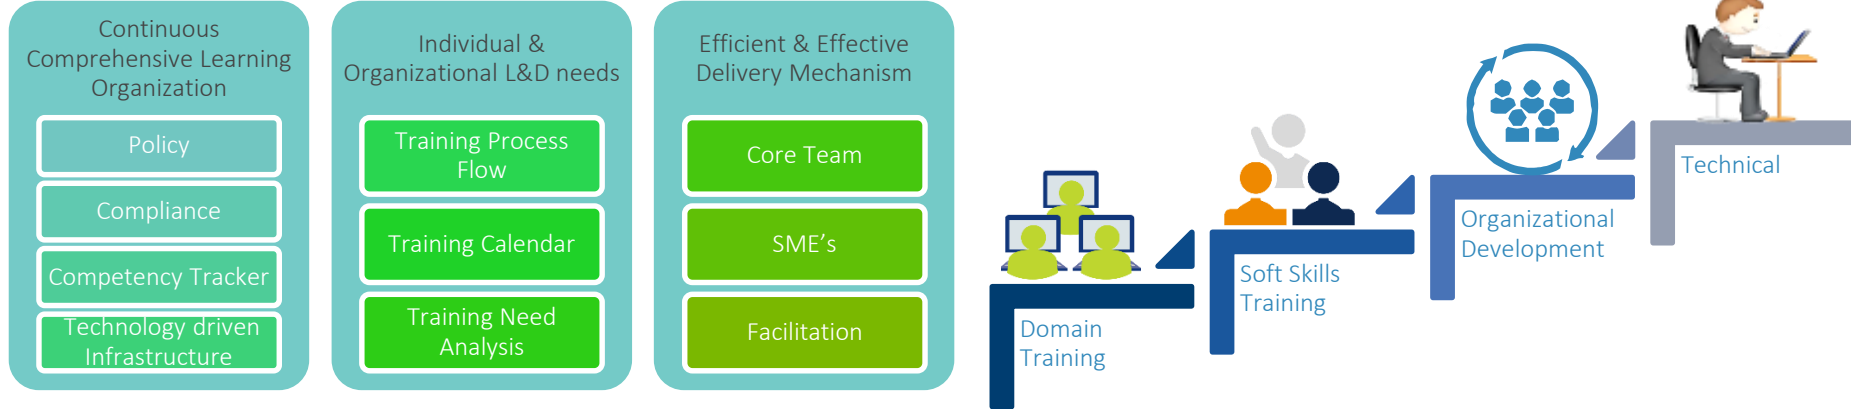 Continuous
Comprehensive Learning
Organization
Policy
Compliance
Competency Tracker
Technology driven
Infrastructure
Individual &
Organizational L&D needs
Training Process
Flow
Training Calendar
Training Need
Analysis
Efficient & Effective
Delivery Mechanism
Core Team
SME's
Facilitation
Domain
Training
Soft Skills
Training
Organizational
Development
Technical